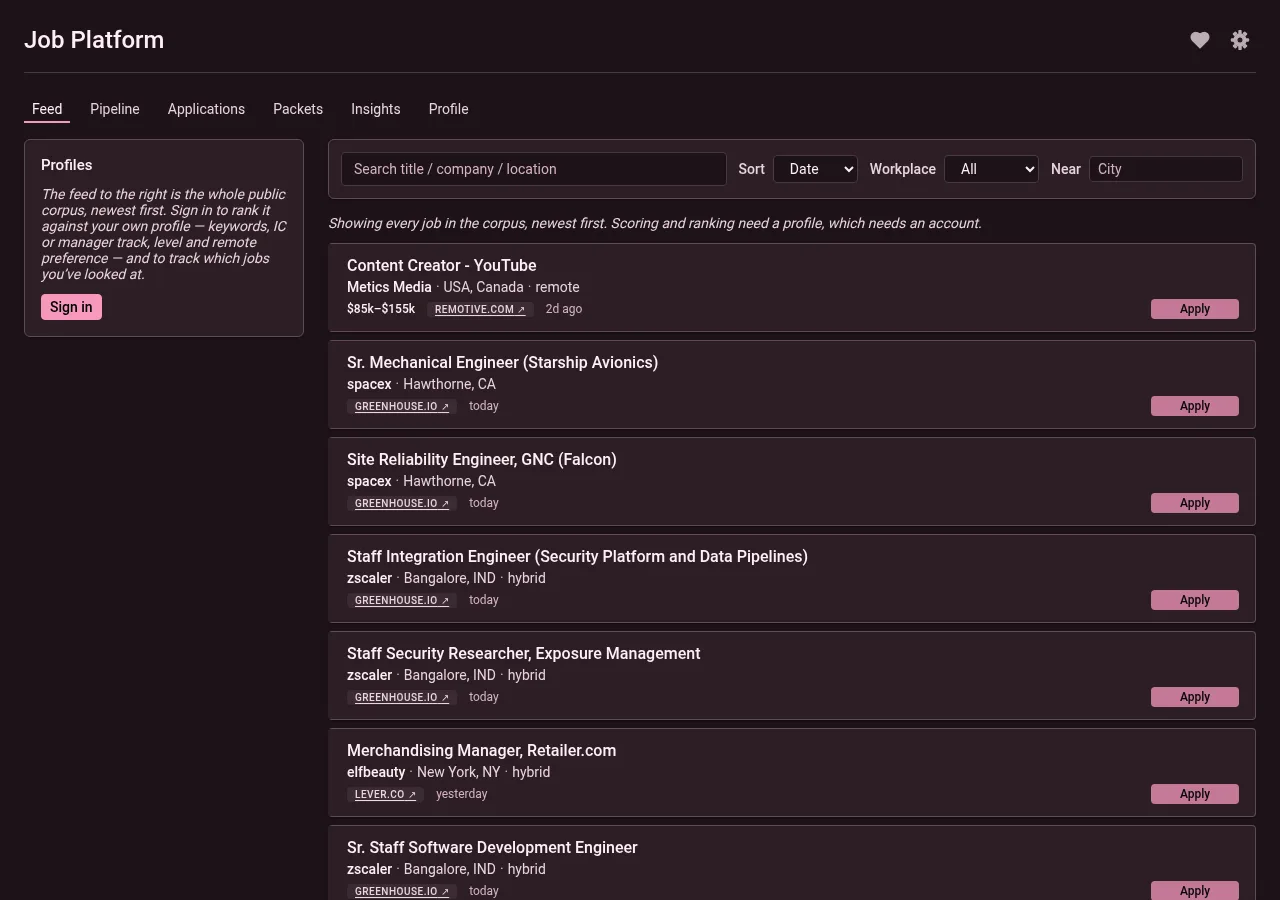 Job Platform
Feed
Pipeline
Applications
Packets
Insights
Profile
Profiles
The feed to the right is the whole public
corpus, newest first. Sign in to rank it
against your own profile — keywords, IC
or manager track, level and remote
preference — and to track which jobs
you've looked at.
Sign in
Search title / company / location
Sort
Date
Workplace
All
Near
City
Showing every job in the corpus, newest first. Scoring and ranking need a profile, which needs an account.
Content Creator - YouTube
Metics Media · USA, Canada · remote
$85k–$155k REMOTIVE.COM ↗ 2d ago
Apply
Sr. Mechanical Engineer (Starship Avionics)
spacex · Hawthorne, CA
GREENHOUSE.IO ↗ today
Apply
Site Reliability Engineer, GNC (Falcon)
spacex · Hawthorne, CA
GREENHOUSE.IO ↗ today
Apply
Staff Integration Engineer (Security Platform and Data Pipelines)
zscaler · Bangalore, IND · hybrid
GREENHOUSE.IO ↗ today
Apply
Staff Security Researcher, Exposure Management
zscaler · Bangalore, IND · hybrid
GREENHOUSE.IO ↗ today
Apply
Merchandising Manager, Retailer.com
elfbeauty · New York, NY · hybrid
LEVER.CO ↗ yesterday
Apply
Sr. Staff Software Development Engineer
zscaler · Bangalore, IND · hybrid
GREENHOUSE.IO ↗ today
Apply